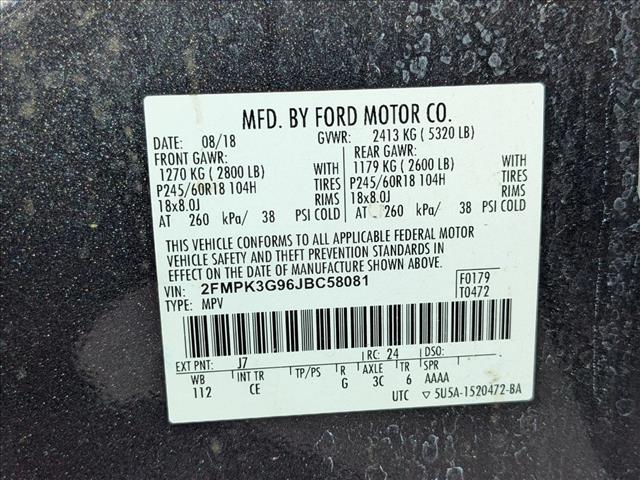 MFD. BY FORD MOTOR CO.
DATE: 08/18 GVWR: 2413 KG ( 5320 LB)
FRONT GAWR: REAR GAWR:
1270 KG ( 2800 LB) WITH 1179 KG ( 2600 LB) WITH
P245/60R18 104H TIRES P245/60R18 104H TIRES
18x8.0J RIMS 18x8.0J RIMS
AT 260 kPa/ 38 PSI COLD AT 260 kPa/ 38 PSI COLD
THIS VEHICLE CONFORMS TO ALL APPLICABLE FEDERAL MOTOR
VEHICLE SAFETY AND THEFT PREVENTION STANDARDS IN
EFFECT ON THE DATE OF MANUFACTURE SHOWN ABOVE.
VIN: 2FMPK3G96JBC58081 F0179
TYPE: MPV T0472
EXT PNT: J7 RC: 24 DSO:
WB INT TR TP/PS R AXLE TR SPR
112 CE G 3C 6 AAAA
UTC ▽ 5U5A-1520472-BA